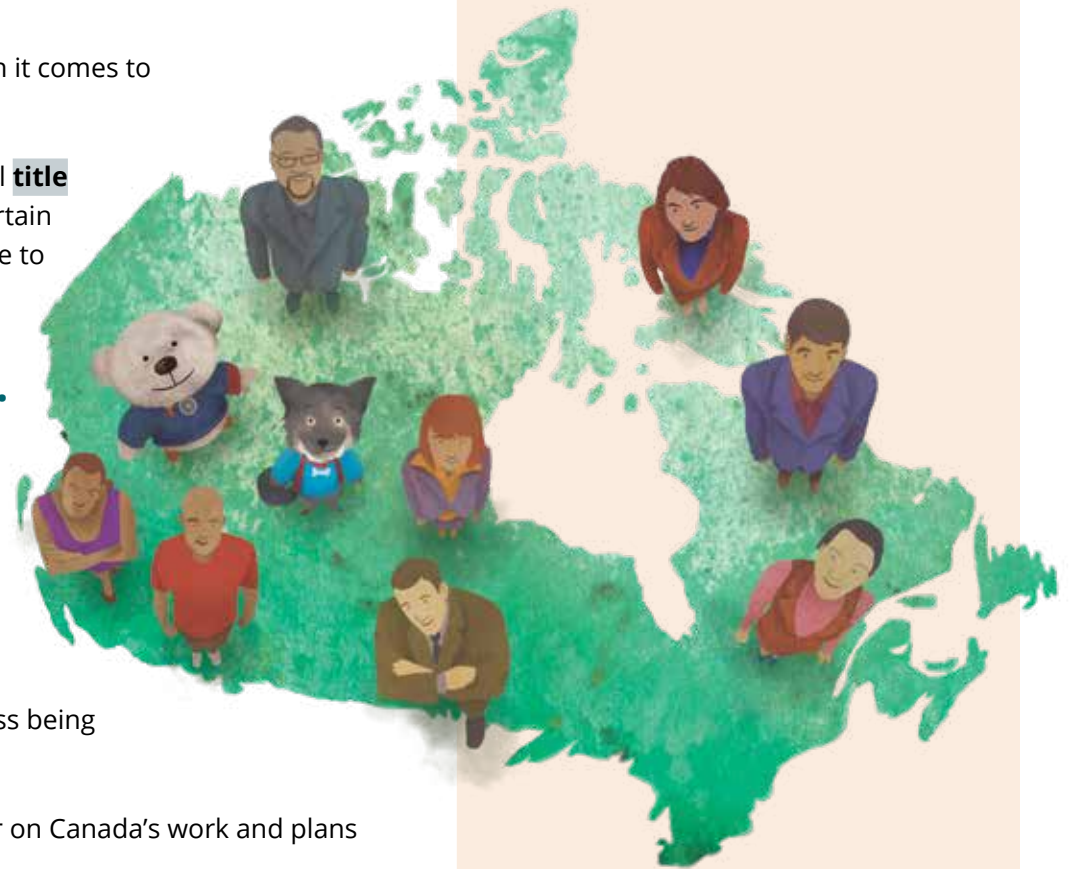 it comes to
title
rtain
e to
.
ss being
r on Canada's work and plans